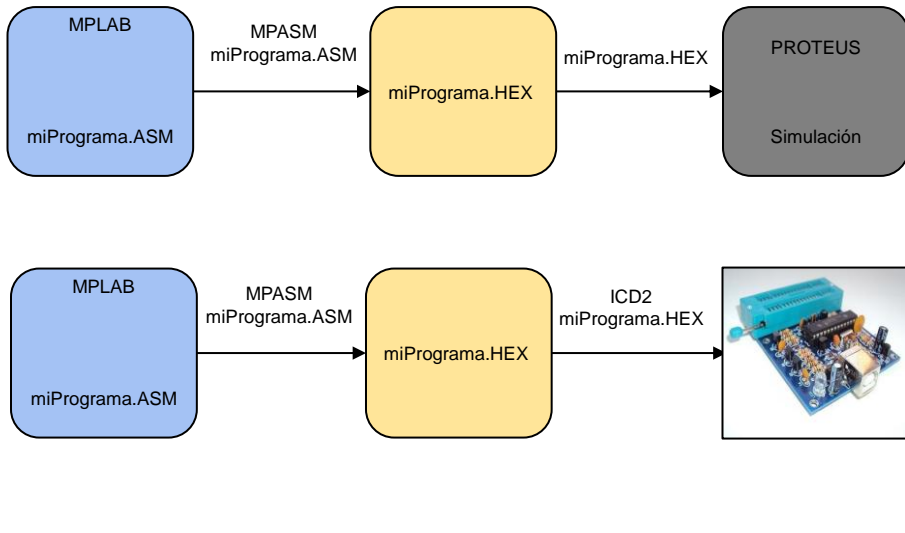 MPLAB
miPrograma.ASM
MPASM
miPrograma.ASM
miPrograma.HEX
miPrograma.HEX
PROTEUS
Simulación
MPLAB
miPrograma.ASM
MPASM
miPrograma.ASM
miPrograma.HEX
ICD2
miPrograma.HEX